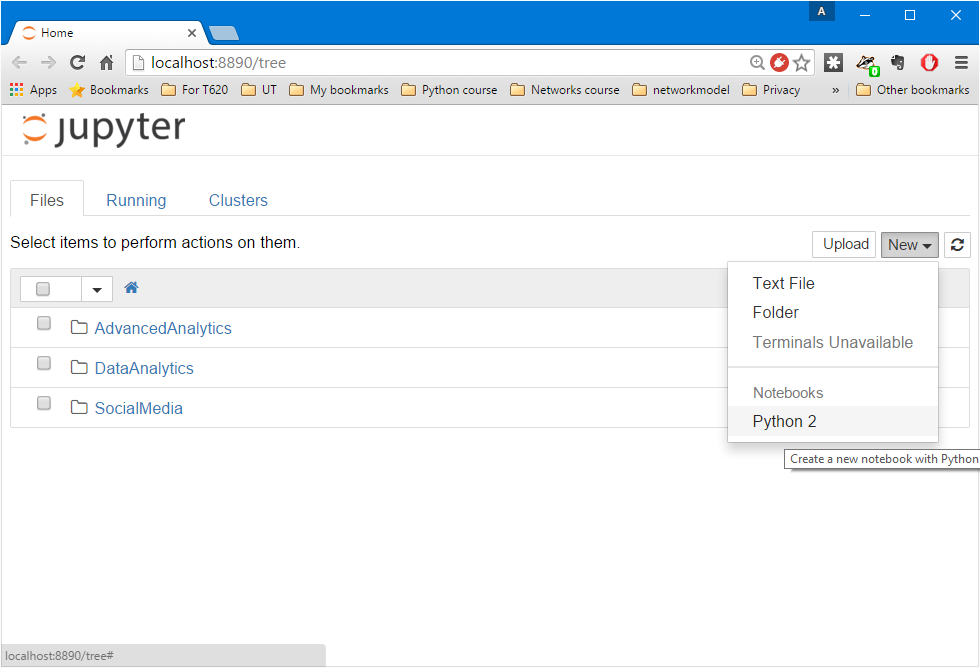 A
Home
localhost:8890/tree
Apps Bookmarks For T620 UT My bookmarks Python course Networks course networkmodel Privacy » Other bookmarks
0
jupyter
Files Running Clusters
Select items to perform actions on them.
Upload New
Text File
Folder
Terminals Unavailable
Notebooks
Python 2
AdvancedAnalytics
DataAnalytics
SocialMedia
Create a new notebook with Python
localhost:8890/tree#